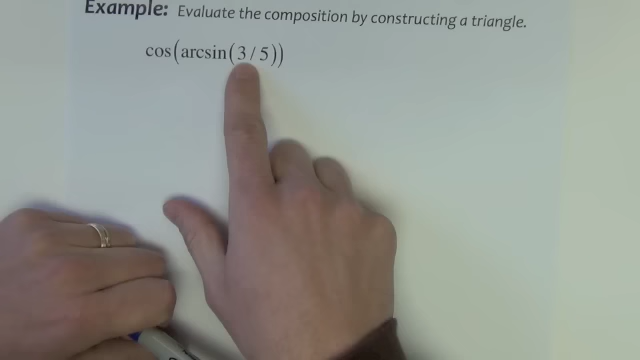 Example: Evaluate the composition by constructing a triangle.
cos(arcsin(3/5))